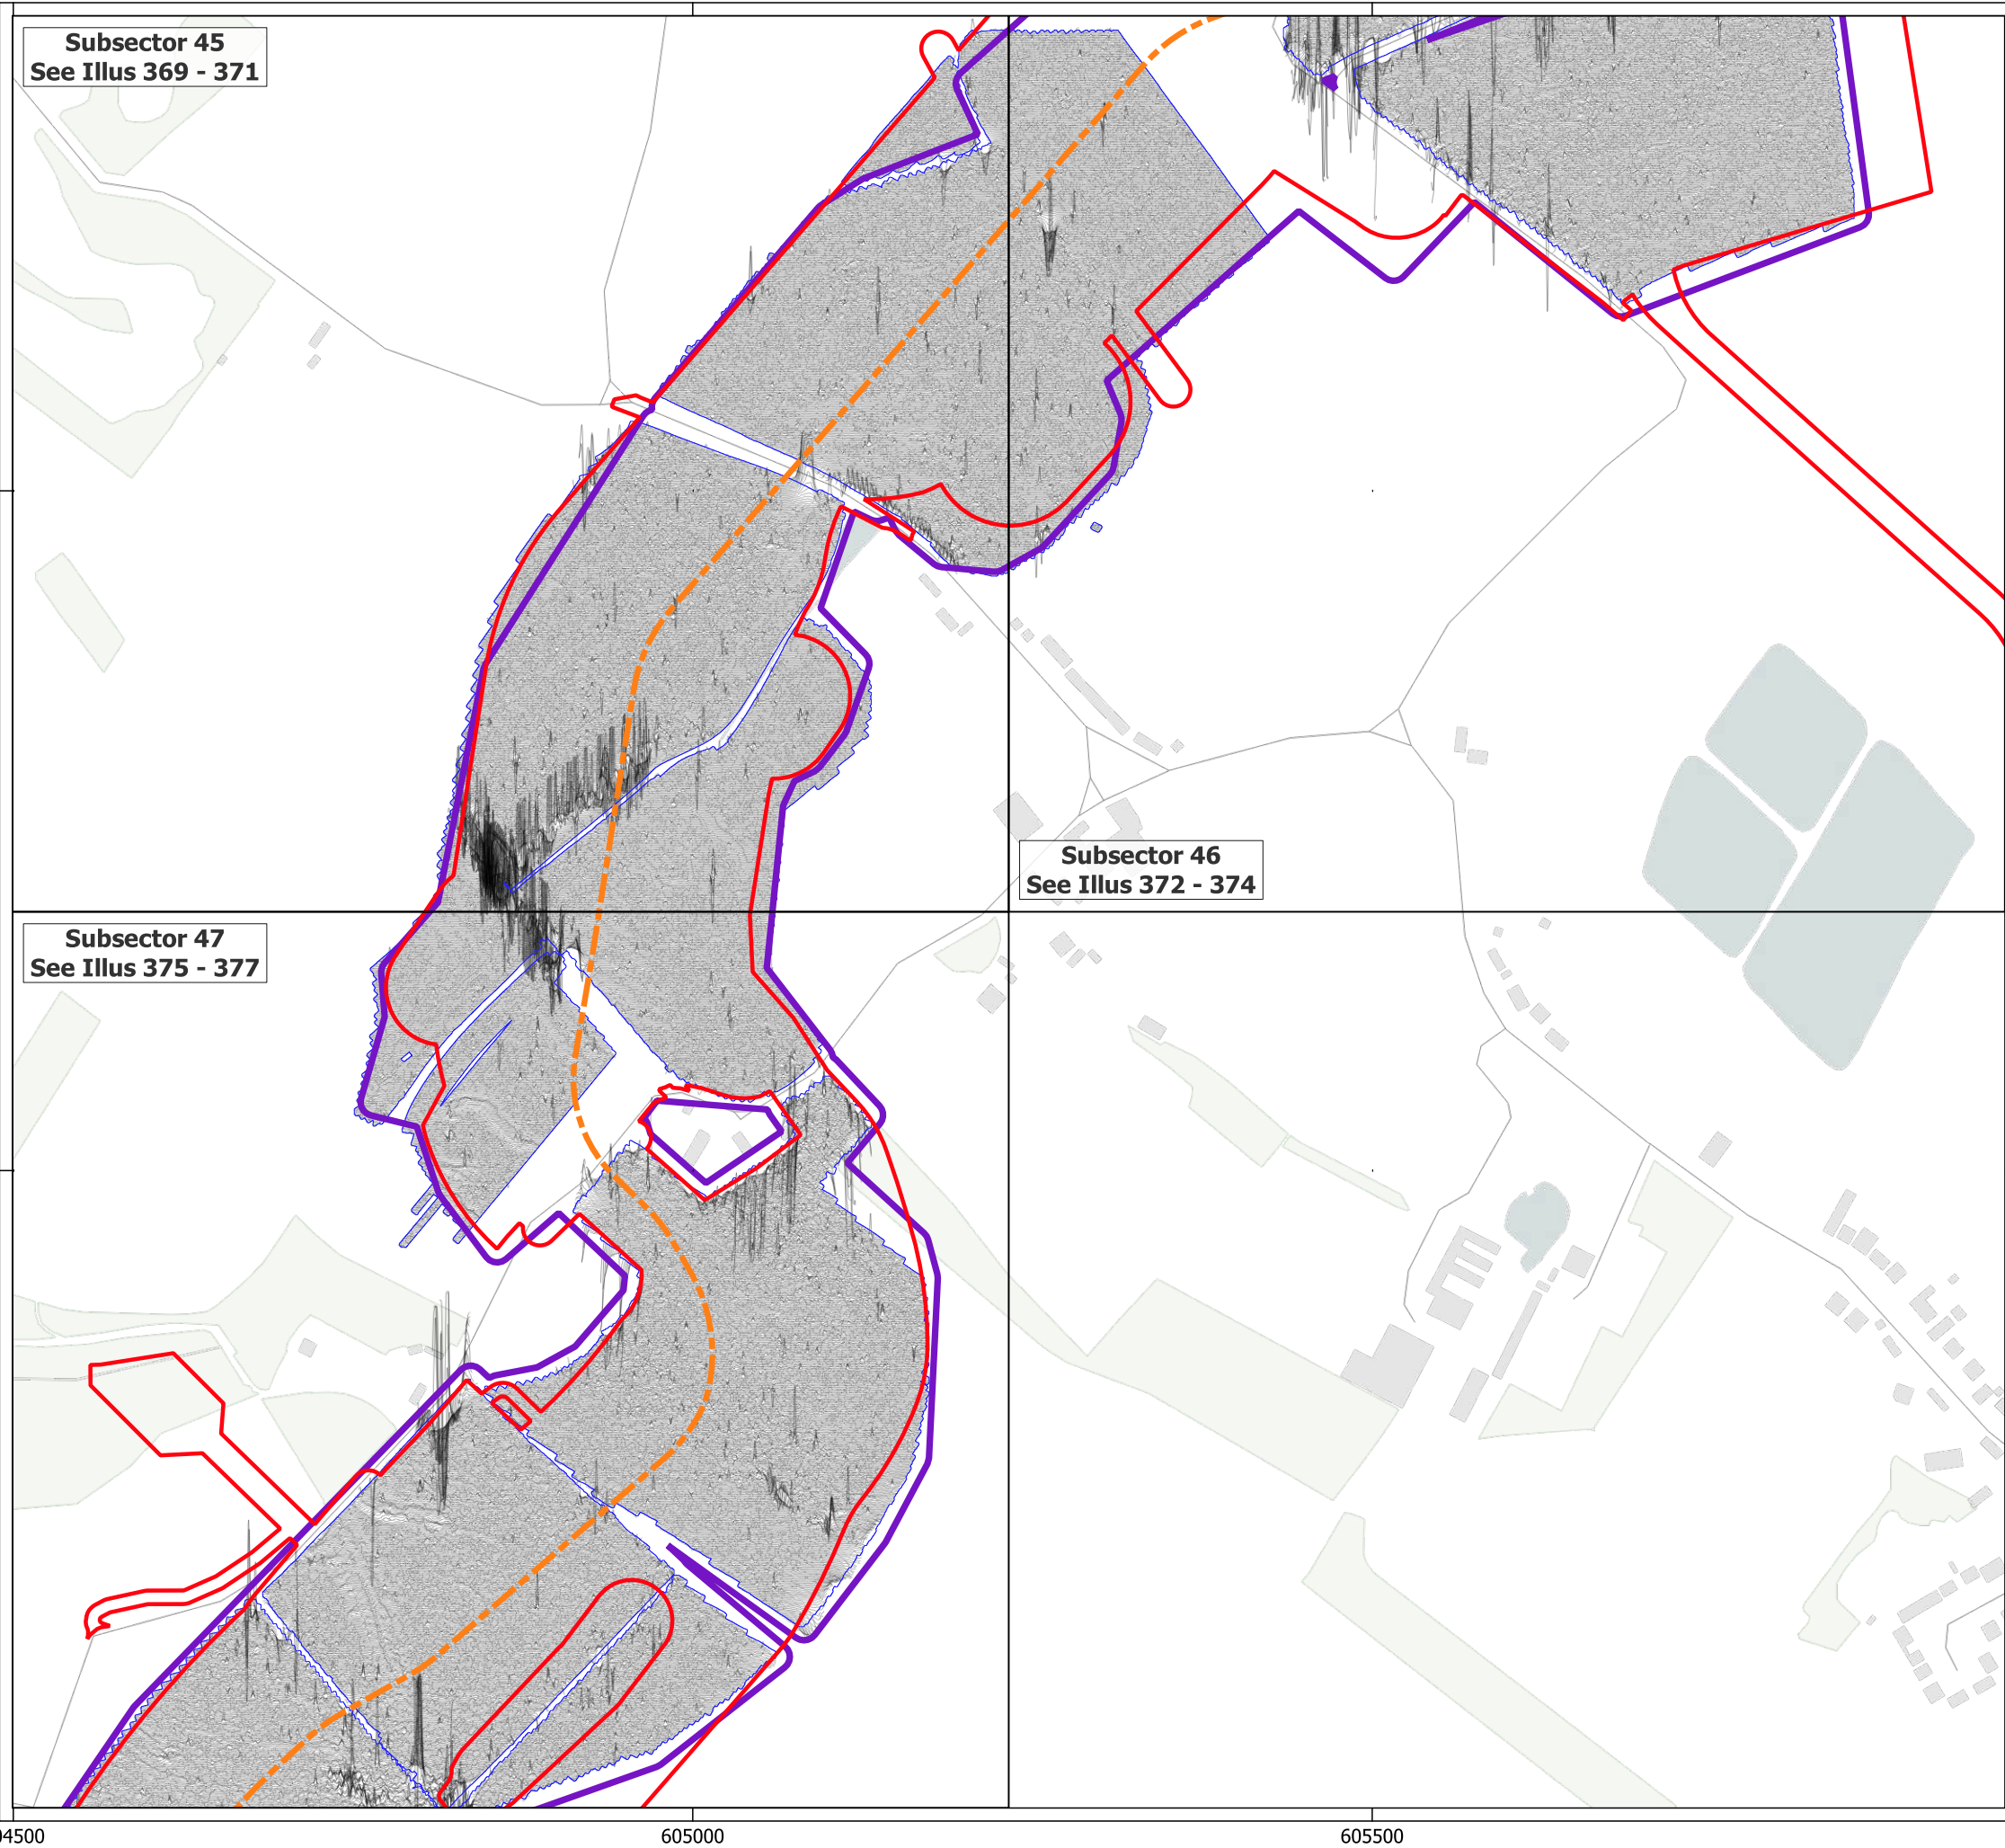 Subsector 45
See Illus 369 - 371
Subsector 46
See Illus 372 - 374
Subsector 47
See Illus 375 - 377
605000
605500